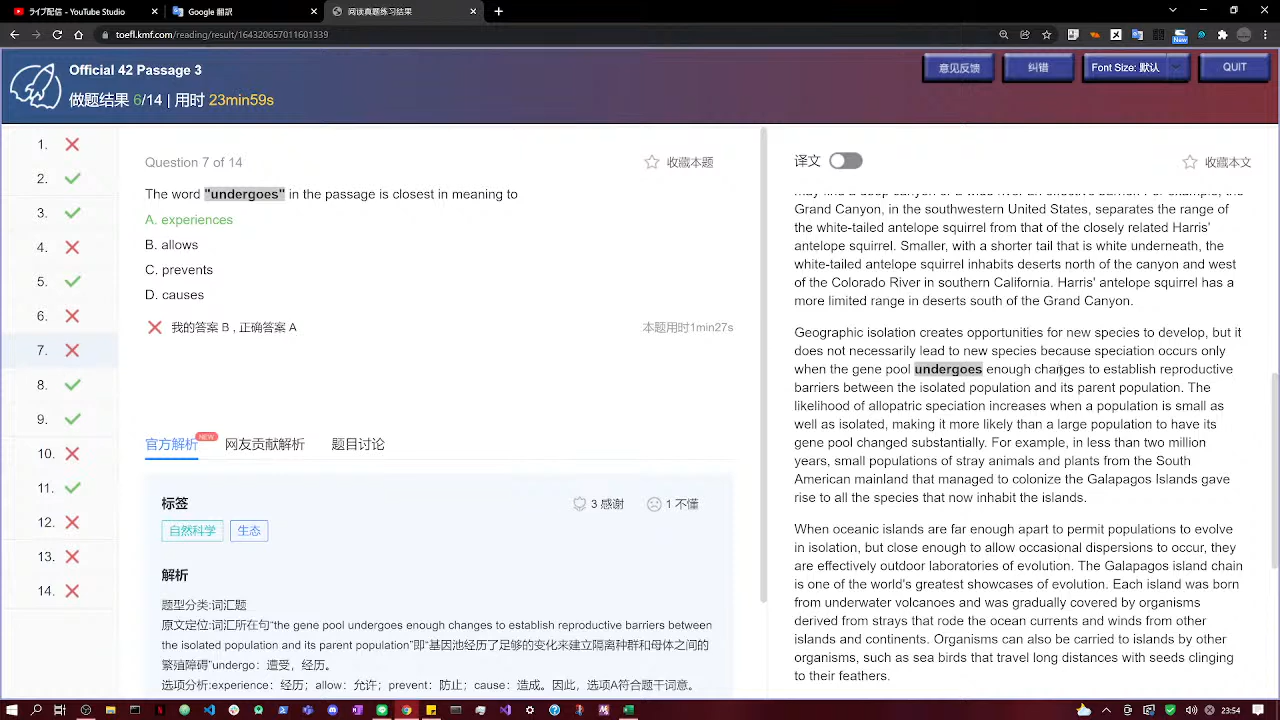 ライブ配信 - YouTube Studio
Google 翻訳
阅读真题练习结果
toefl.kmf.com/reading/result/164320657011601339
New
Official 42 Passage 3
做题结果 6/14 | 用时 23min59s
意见反馈
纠错
Font Size: 默认
QUIT
1.
2.
3.
4.
5.
6.
7.
8.
9.
10.
11.
12.
13.
14.
Question 7 of 14
收藏本题
The word "undergoes" in the passage is closest in meaning to
A. experiences
B. allows
C. prevents
D. causes
我的答案 B , 正确答案 A
本题用时1min27s
官方解析
NEW
网友贡献解析
题目讨论
标签
3 感谢
1 不懂
自然科学
生态
解析
题型分类:词汇题
原文定位:词汇所在句“the gene pool undergoes enough changes to establish reproductive barriers between
the isolated population and its parent population”即“基因池经历了足够的变化来建立隔离种群和母体之间的
繁殖障碍”undergo：遭受，经历。
选项分析:experience：经历；allow：允许；prevent：防止；cause：造成。因此，选项A符合题干词意。
译文
收藏本文
Grand Canyon, in the southwestern United States, separates the range of
the white-tailed antelope squirrel from that of the closely related Harris'
antelope squirrel. Smaller, with a shorter tail that is white underneath, the
white-tailed antelope squirrel inhabits deserts north of the canyon and west
of the Colorado River in southern California. Harris' antelope squirrel has a
more limited range in deserts south of the Grand Canyon.
Geographic isolation creates opportunities for new species to develop, but it
does not necessarily lead to new species because speciation occurs only
when the gene pool undergoes enough changes to establish reproductive
barriers between the isolated population and its parent population. The
likelihood of allopatric speciation increases when a population is small as
well as isolated, making it more likely than a large population to have its
gene pool changed substantially. For example, in less than two million
years, small populations of stray animals and plants from the South
American mainland that managed to colonize the Galapagos Islands gave
rise to all the species that now inhabit the islands.
When oceanic islands are far enough apart to permit populations to evolve
in isolation, but close enough to allow occasional dispersions to occur, they
are effectively outdoor laboratories of evolution. The Galapagos island chain
is one of the world's greatest showcases of evolution. Each island was born
from underwater volcanoes and was gradually covered by organisms
derived from strays that rode the ocean currents and winds from other
islands and continents. Organisms can also be carried to islands by other
organisms, such as sea birds that travel long distances with seeds clinging
to their feathers.
23:54